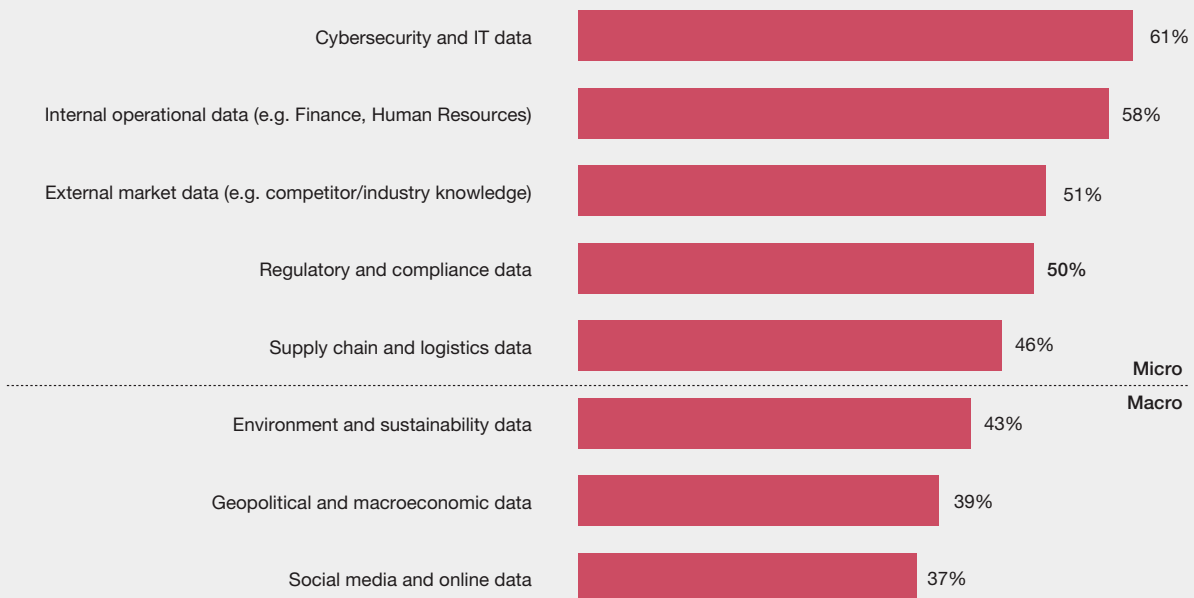 Cybersecurity and IT data 61%
Internal operational data (e.g. Finance, Human Resources) 58%
External market data (e.g. competitor/industry knowledge) 51%
Regulatory and compliance data 50%
Supply chain and logistics data 46%
Micro
Macro
Environment and sustainability data 43%
Geopolitical and macroeconomic data 39%
Social media and online data 37%